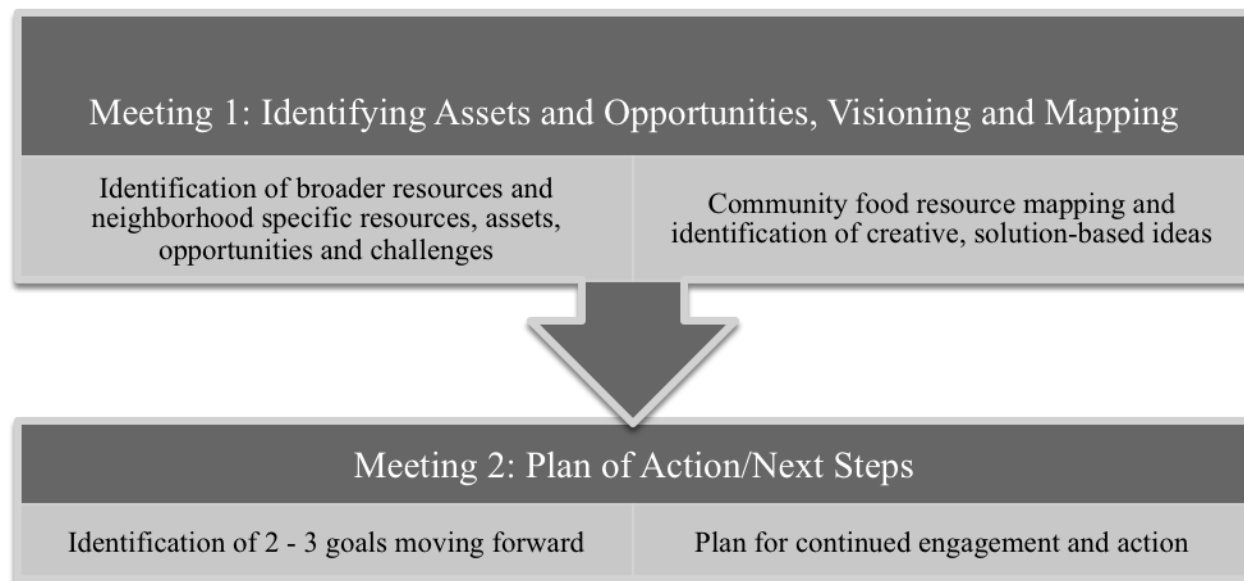 Meeting 1: Identifying Assets and Opportunities, Visioning and Mapping
Identification of broader resources and
neighborhood specific resources, assets,
opportunities and challenges
Community food resource mapping and
identification of creative, solution-based ideas
Meeting 2: Plan of Action/Next Steps
Identification of 2 - 3 goals moving forward
Plan for continued engagement and action